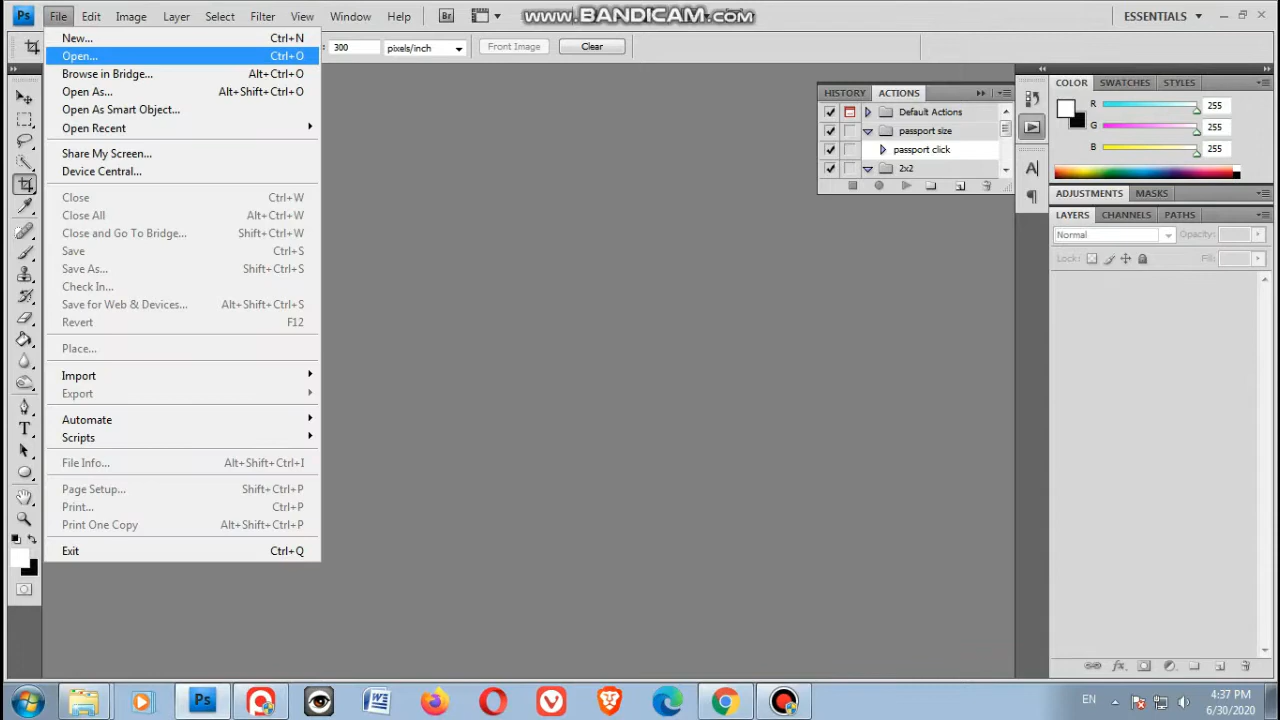 Ps File Edit Image Layer Select Filter View Window Help Br www.BANDICAM.com ESSENTIALS
: 300 pixels/inch Front Image Clear
New... Ctrl+N
Open... Ctrl+O
Browse in Bridge... Alt+Ctrl+O
Open As... Alt+Shift+Ctrl+O
Open As Smart Object...
Open Recent
Share My Screen...
Device Central...
Close Ctrl+W
Close All Alt+Ctrl+W
Close and Go To Bridge... Shift+Ctrl+W
Save Ctrl+S
Save As... Shift+Ctrl+S
Check In...
Save for Web & Devices... Alt+Shift+Ctrl+S
Revert F12
Place...
Import
Export
Automate
Scripts
File Info... Alt+Shift+Ctrl+I
Page Setup... Shift+Ctrl+P
Print... Ctrl+P
Print One Copy Alt+Shift+Ctrl+P
Exit Ctrl+Q
HISTORY ACTIONS
Default Actions
passport size
passport click
2x2
COLOR SWATCHES STYLES
R 255
G 255
B 255
ADJUSTMENTS MASKS
LAYERS CHANNELS PATHS
Normal Opacity:
Lock: Fill:
EN 4:37 PM
6/30/2020